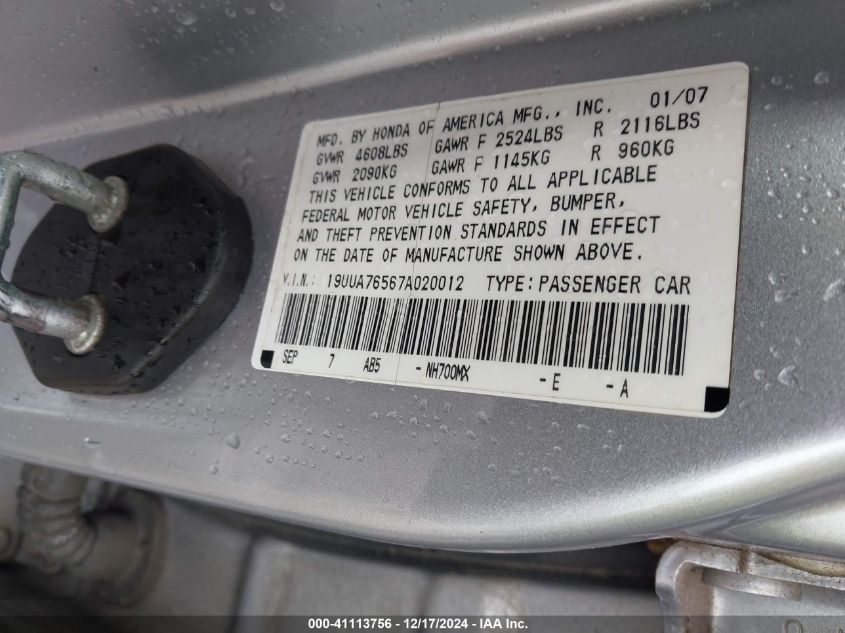 MFD. BY HONDA OF AMERICA MFG., INC. 01/07
GVWR 4608LBS GAWR F 2524LBS R 2116LBS
GVWR 2090KG GAWR F 1145KG R 960KG
THIS VEHICLE CONFORMS TO ALL APPLICABLE
FEDERAL MOTOR VEHICLE SAFETY, BUMPER,
AND THEFT PREVENTION STANDARDS IN EFFECT
ON THE DATE OF MANUFACTURE SHOWN ABOVE.
V.I.N.: 19UUA76567A020012 TYPE: PASSENGER CAR
SEP 7 AB5 -NH700MX -E -A
000-41113756 - 12/17/2024 - IAA Inc.